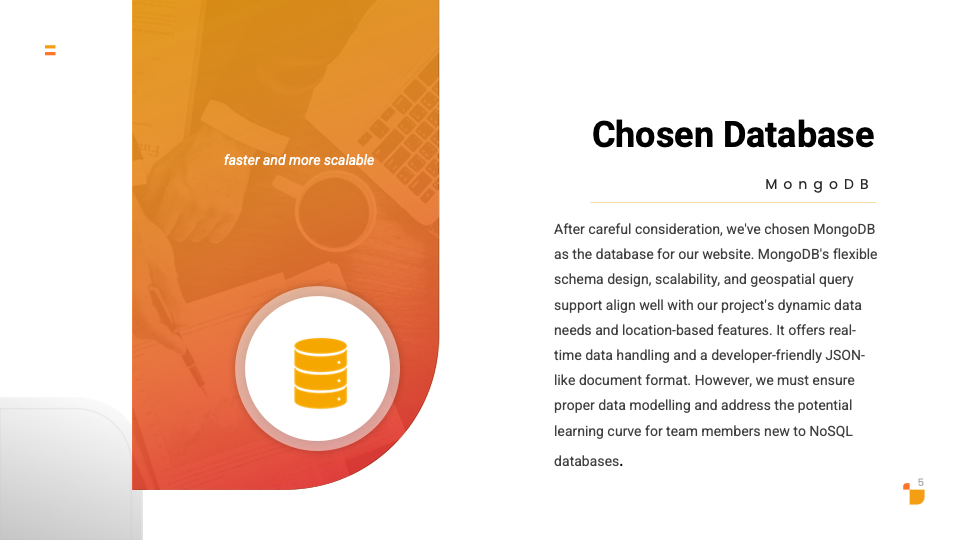 faster and more scalable
Chosen Database
MongoDB
After careful consideration, we've chosen MongoDB
as the database for our website. MongoDB's flexible
schema design, scalability, and geospatial query
support align well with our project's dynamic data
needs and location-based features. It offers real-
time data handling and a developer-friendly JSON-
like document format. However, we must ensure
proper data modelling and address the potential
learning curve for team members new to NoSQL
databases.
5